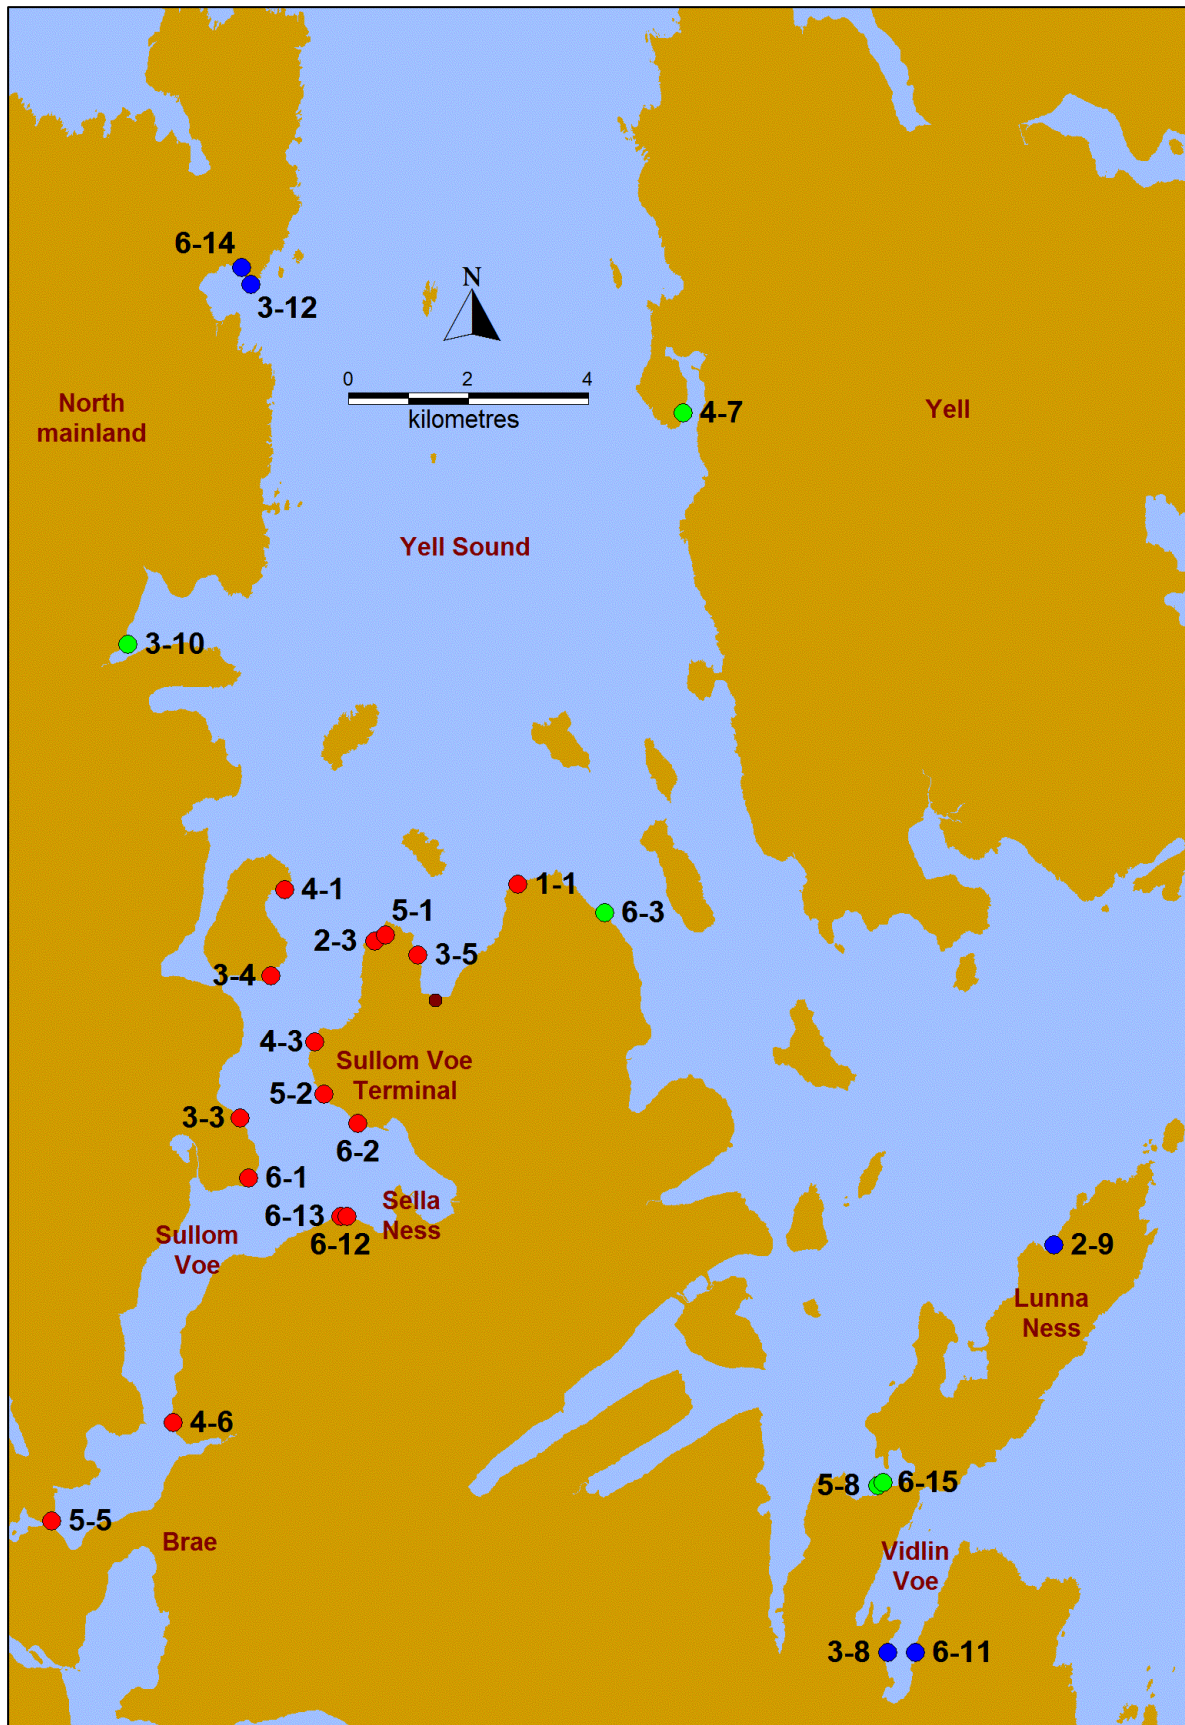 6-14
3-12
N
0 2 4
kilometres
North
mainland
4-7
Yell
Yell Sound
3-10
4-1
1-1
5-1
2-3
6-3
3-5
3-4
4-3
Sullom Voe
Terminal
5-2
3-3
6-2
6-1
Sella
Ness
6-13
6-12
Sullom
Voe
2-9
Lunna
Ness
4-6
5-8
6-15
5-5
Brae
Vidlin
Voe
3-8
6-11